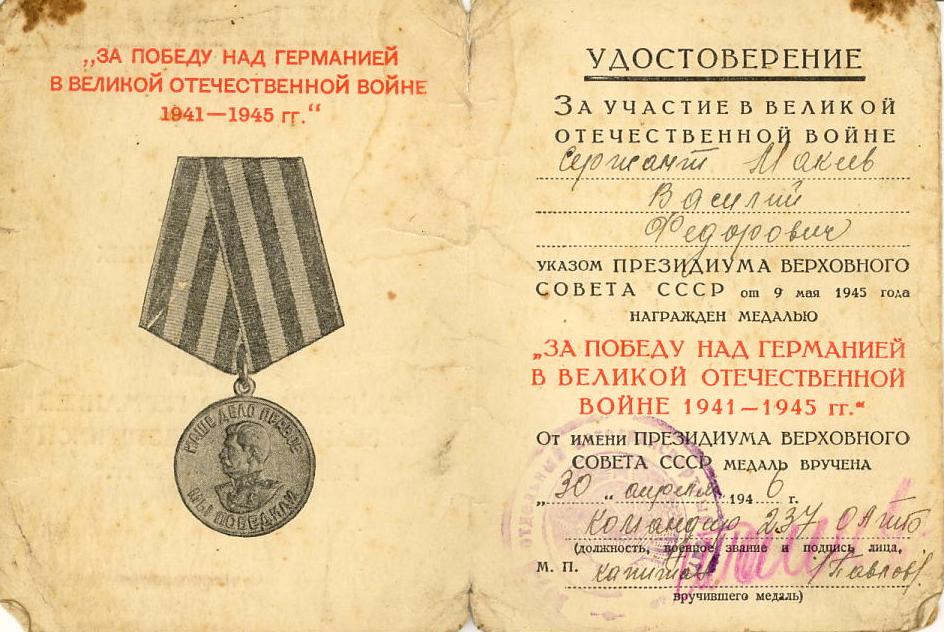 „ЗА ПОБЕДУ НАД ГЕРМАНИЕЙ
В ВЕЛИКОЙ ОТЕЧЕСТВЕННОЙ ВОЙНЕ
1941—1945 гг.“
НАШЕ ДЕЛО ПРАВОЕ
МЫ ПОБЕДИЛИ
УДОСТОВЕРЕНИЕ
ЗА УЧАСТИЕ В ВЕЛИКОЙ
ОТЕЧЕСТВЕННОЙ ВОЙНЕ
Сержант Макеев
Василий
Федорович
УКАЗОМ ПРЕЗИДИУМА ВЕРХОВНОГО
СОВЕТА СССР от 9 мая 1945 года
НАГРАЖДЕН МЕДАЛЬЮ
„ЗА ПОБЕДУ НАД ГЕРМАНИЕЙ
В ВЕЛИКОЙ ОТЕЧЕСТВЕННОЙ
ВОЙНЕ 1941—1945 гг.“
ОТ ИМЕНИ ПРЕЗИДИУМА ВЕРХОВНОГО
СОВЕТА СССР МЕДАЛЬ ВРУЧЕНА
„30“ апреля 1946 г.
Командир 237
(должность, военное звание и подпись лица,
М. П. капитан /Павлов/
вручившего медаль)